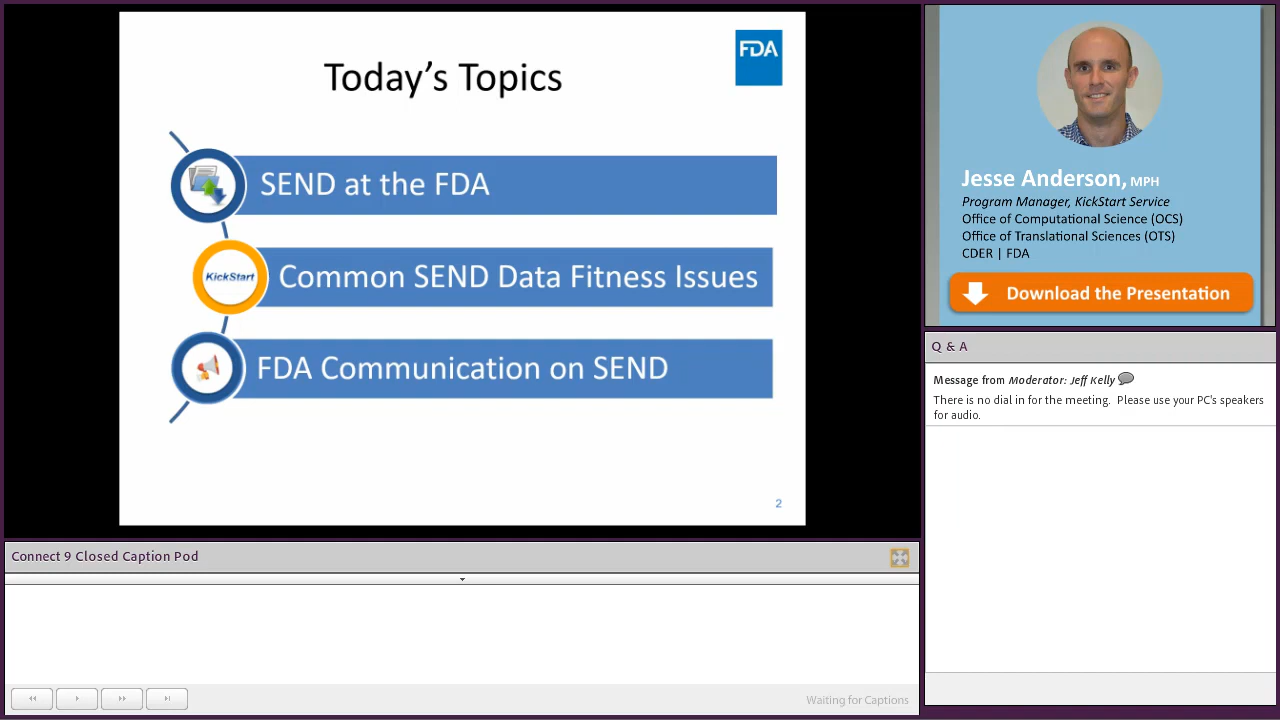 FDA
Today's Topics
SEND at the FDA
KickStart
Common SEND Data Fitness Issues
FDA Communication on SEND
2
Jesse Anderson, MPH
Program Manager, KickStart Service
Office of Computational Science (OCS)
Office of Translational Sciences (OTS)
CDER | FDA
Download the Presentation
Q & A
Message from Moderator: Jeff Kelly
There is no dial in for the meeting. Please use your PC's speakers
for audio.
Connect 9 Closed Caption Pod
Waiting for Captions